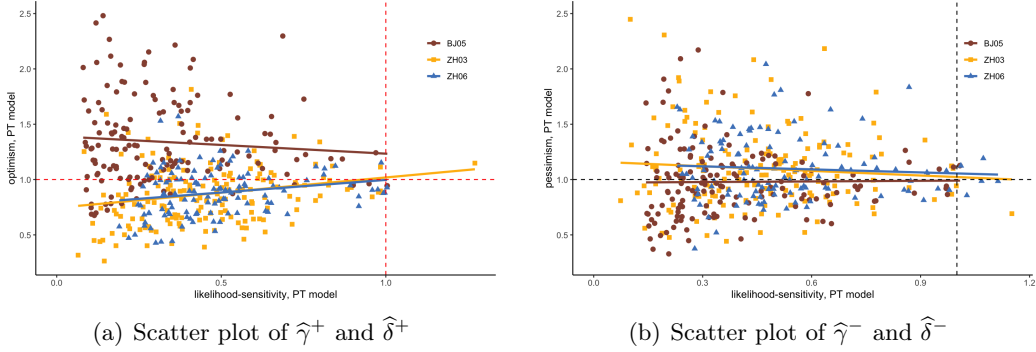 2.5
2.0
1.5
1.0
0.5
optimism, PT model
BJ05
ZH03
ZH06
0.0
0.5
1.0
likelihood-sensitivity, PT model
(a) Scatter plot of γ̂⁺ and δ̂⁺
2.5
2.0
1.5
1.0
0.5
pessimism, PT model
BJ05
ZH03
ZH06
0.0
0.3
0.6
0.9
1.2
likelihood-sensitivity, PT model
(b) Scatter plot of γ̂⁻ and δ̂⁻